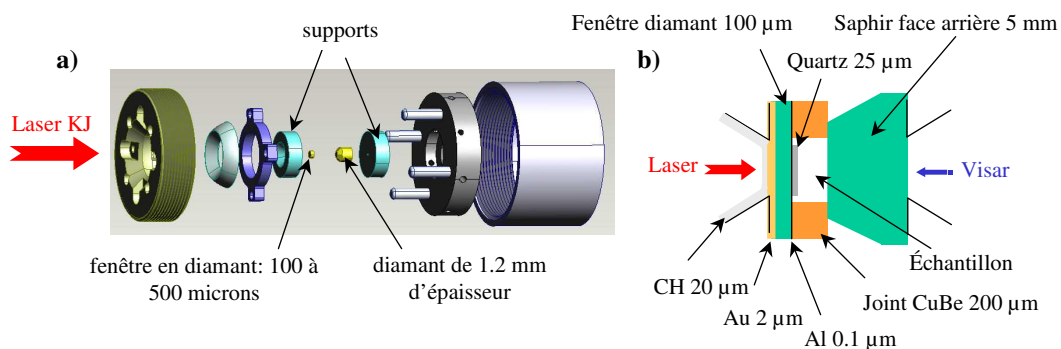 supports
a)
Laser KJ
fenêtre en diamant: 100 à
500 microns
diamant de 1.2 mm
d'épaisseur
Fenêtre diamant 100 µm
Saphir face arrière 5 mm
b)
Quartz 25 µm
Laser
Visar
Échantillon
CH 20 µm
Joint CuBe 200 µm
Au 2 µm
Al 0.1 µm